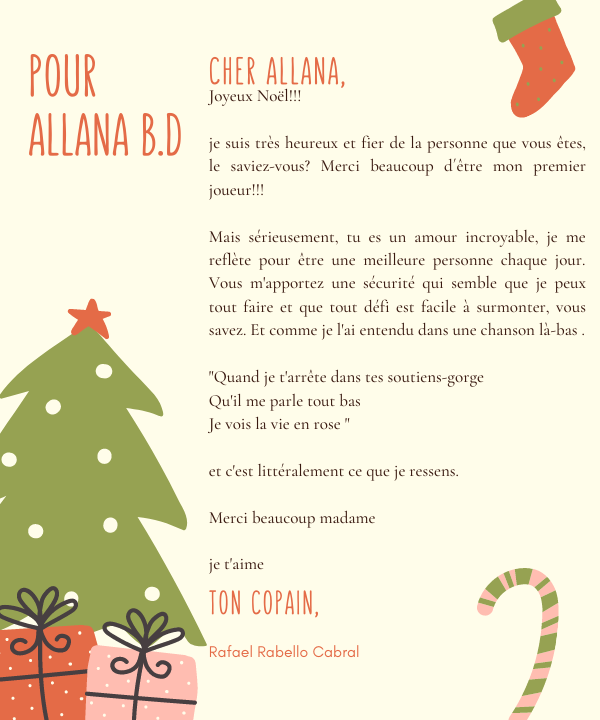 POUR
ALLANA B.D
CHER ALLANA,
Joyeux Noël!!!
je suis très heureux et fier de la personne que vous êtes,
le saviez-vous? Merci beaucoup d'être mon premier
joueur!!!
Mais sérieusement, tu es un amour incroyable, je me
reflète pour être une meilleure personne chaque jour.
Vous m'apportez une sécurité qui semble que je peux
tout faire et que tout défi est facile à surmonter, vous
savez. Et comme je l'ai entendu dans une chanson là-bas .
"Quand je t'arrête dans tes soutiens-gorge
Qu'il me parle tout bas
Je vois la vie en rose "
et c'est littéralement ce que je ressens.
Merci beaucoup madame
je t'aime
TON COPAIN,
Rafael Rabello Cabral